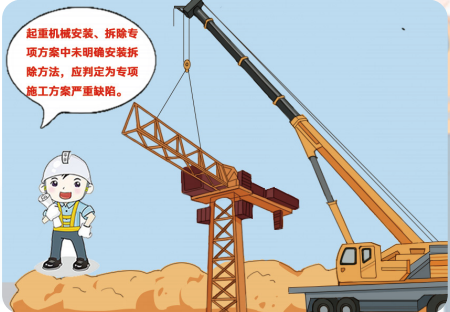 起重机械安装、拆除专
项方案中未明确安装拆
除方法，应判定为专项
施工方案严重缺陷。